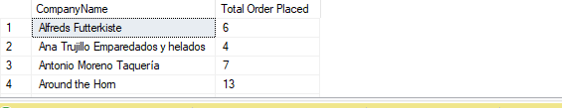 CompanyName Total Order Placed
1 Alfreds Futterkiste 6
2 Ana Trujillo Emparedados y helados 4
3 Antonio Moreno Taquería 7
4 Around the Horn 13